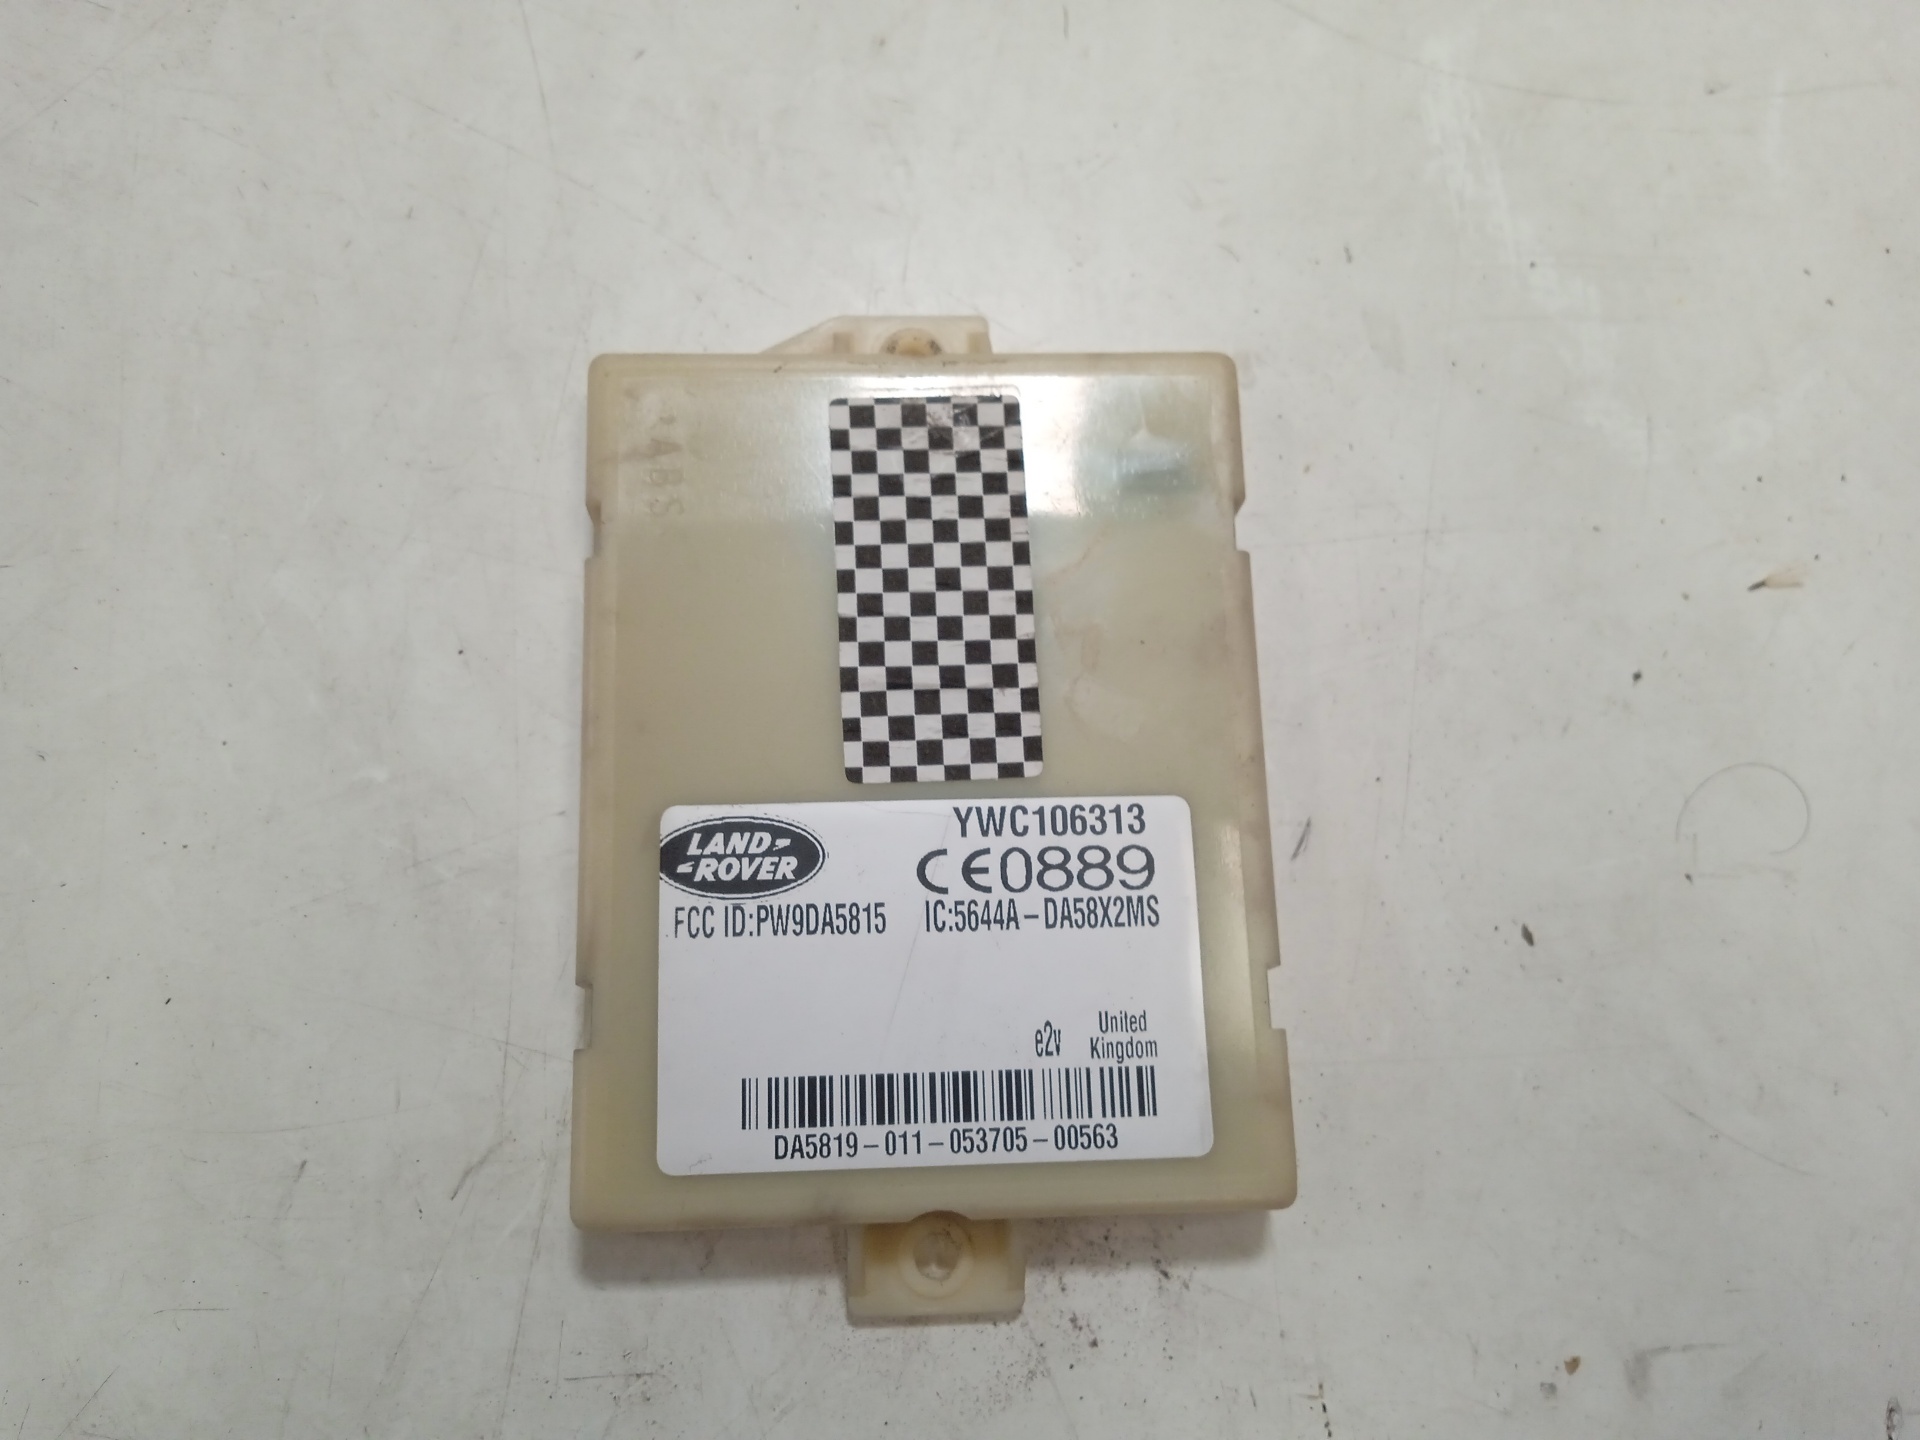 YWC106313
LAND
ROVER
CE0889
FCC ID:PW9DA5815 IC:5644A-DA58X2MS
e2v United
Kingdom
DA5819-011-053705-00563